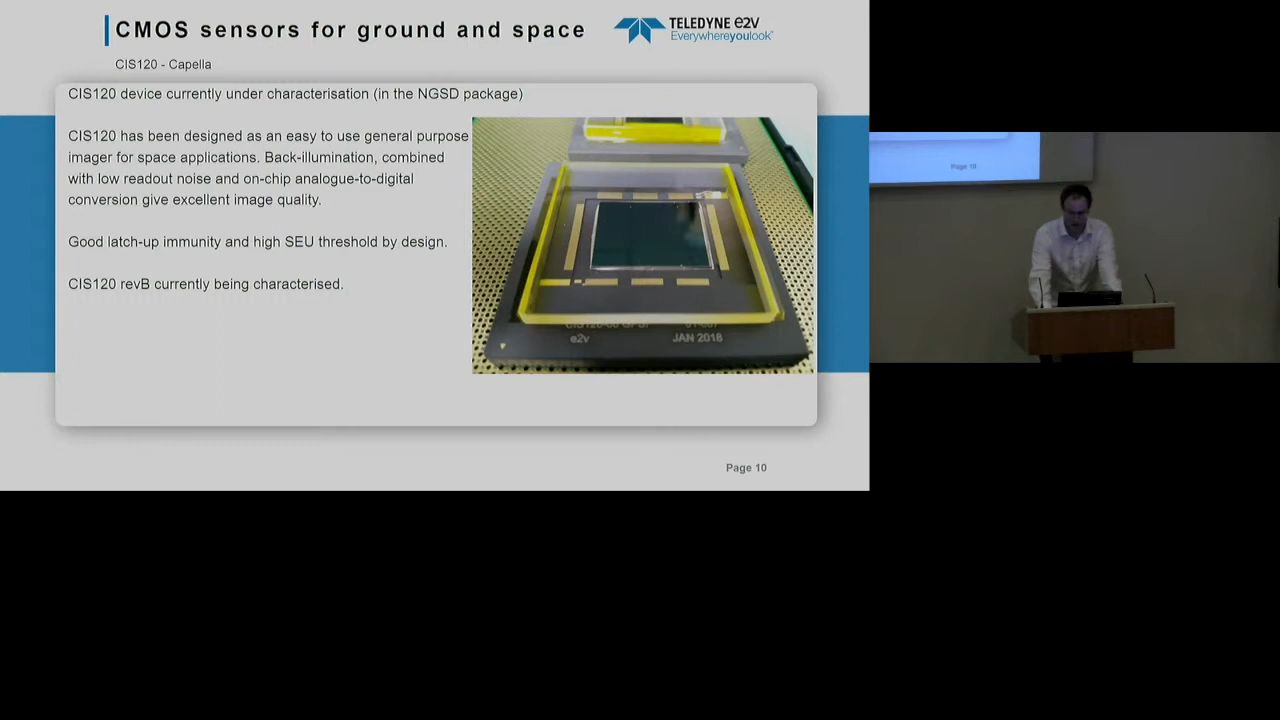 CMOS sensors for ground and space
TELEDYNE e2v
Everywhereyoulook™
CIS120 - Capella
CIS120 device currently under characterisation (in the NGSD package)
CIS120 has been designed as an easy to use general purpose
imager for space applications. Back-illumination, combined
with low readout noise and on-chip analogue-to-digital
conversion give excellent image quality.
Good latch-up immunity and high SEU threshold by design.
CIS120 revB currently being characterised.
e2v
JAN 2018
Page 10
Page 10